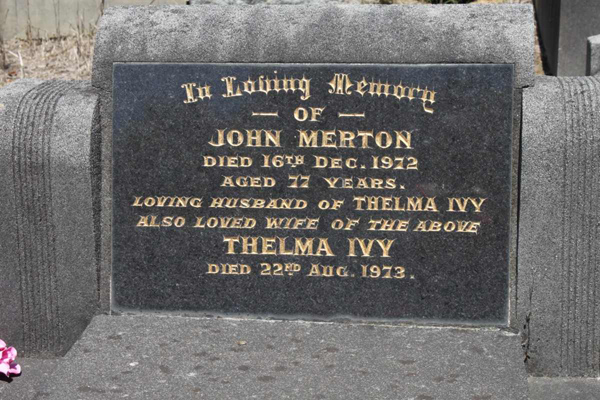 In Loving Memory
— OF —
JOHN MERTON
DIED 16TH DEC. 1972
AGED 77 YEARS.
LOVING HUSBAND OF THELMA IVY
ALSO LOVED WIFE OF THE ABOVE
THELMA IVY
DIED 22ND AUG. 1973.